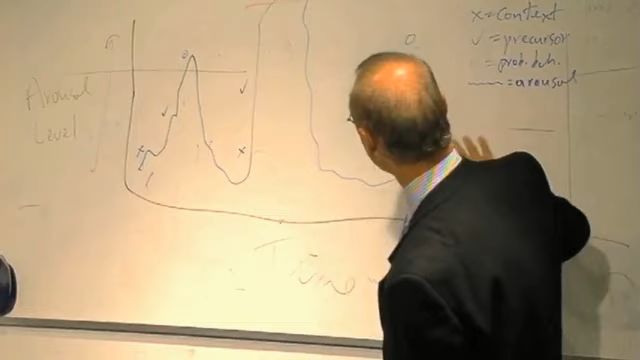 x = context
✓ = precursor
= prob. beh.
= arousal
Arousal
Level
Time